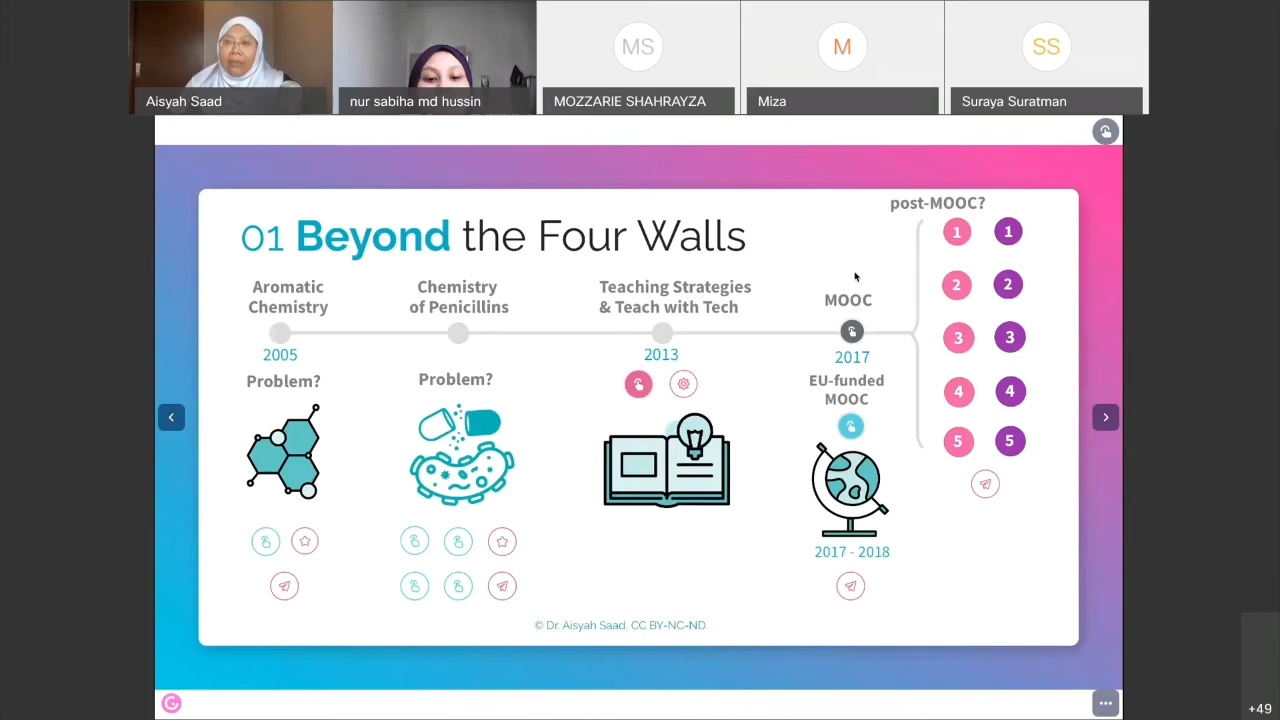 MS
M
SS
Aisyah Saad
nur sabiha md hussin
MOZZARIE SHAHRAYZA
Miza
Suraya Suratman
01 Beyond the Four Walls
post-MOOC?
1 1
2 2
3 3
4 4
5 5
Aromatic
Chemistry
2005
Problem?
Chemistry
of Penicillins
Problem?
Teaching Strategies
& Teach with Tech
2013
MOOC
2017
EU-funded
MOOC
2017 - 2018
© Dr. Aisyah Saad. CC BY-NC-ND
+49